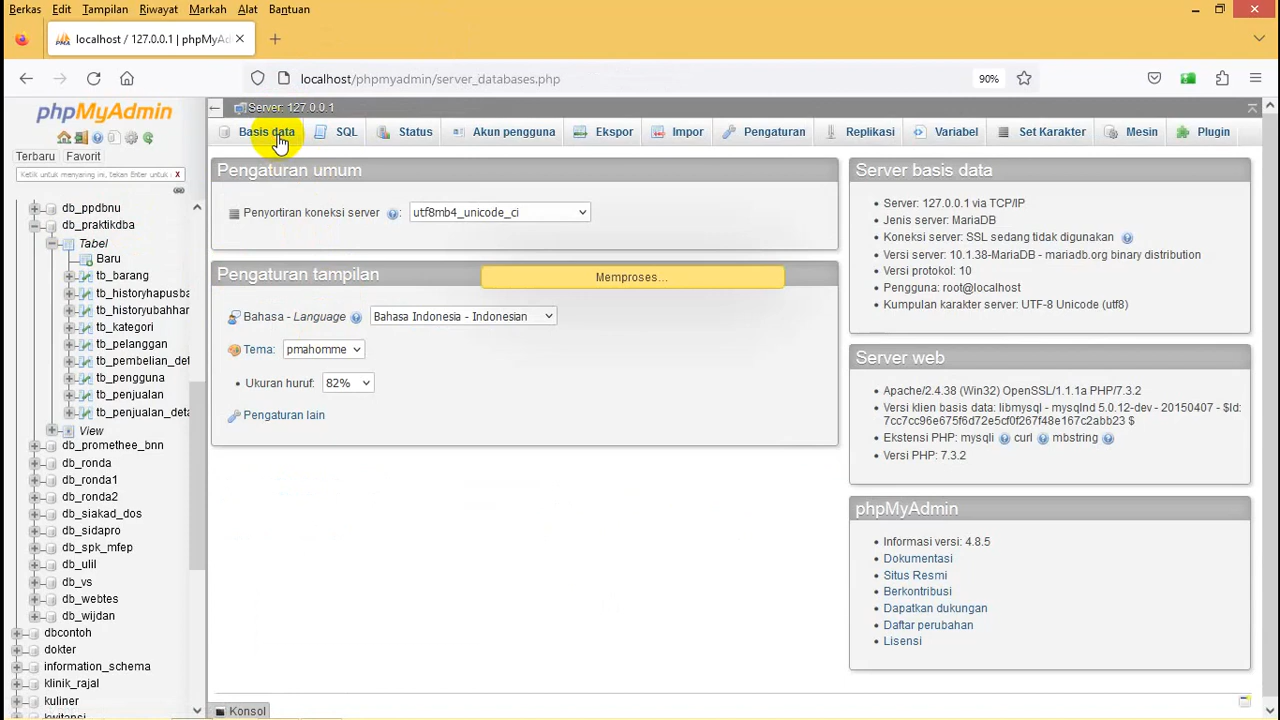 Berkas Edit Tampilan Riwayat Markah Alat Bantuan
localhost / 127.0.0.1 | phpMyAd
localhost/phpmyadmin/server_databases.php 90%
phpMyAdmin
Terbaru Favorit
Ketik untuk menyaring ini, tekan Enter untuk X
db_ppdbnu
db_praktikdba
Tabel
Baru
tb_barang
tb_historyhapusba
tb_historyubahhar
tb_kategori
tb_pelanggan
tb_pembelian_det
tb_pengguna
tb_penjualan
tb_penjualan_deta
View
db_promethee_bnn
db_ronda
db_ronda1
db_ronda2
db_siakad_dos
db_sidapro
db_spk_mfep
db_ulil
db_vs
db_webtes
db_wijdan
dbcontoh
dokter
information_schema
klinik_rajal
kuliner
kwitansi
Server: 127.0.0.1
Basis data SQL Status Akun pengguna Ekspor Impor Pengaturan Replikasi Variabel Set Karakter Mesin Plugin
Pengaturan umum
Penyortiran koneksi server : utf8mb4_unicode_ci
Pengaturan tampilan
Memproses...
Bahasa - Language Bahasa Indonesia - Indonesian
Tema: pmahomme
• Ukuran huruf: 82%
Pengaturan lain
Server basis data
• Server: 127.0.0.1 via TCP/IP
• Jenis server: MariaDB
• Koneksi server: SSL sedang tidak digunakan
• Versi server: 10.1.38-MariaDB - mariadb.org binary distribution
• Versi protokol: 10
• Pengguna: root@localhost
• Kumpulan karakter server: UTF-8 Unicode (utf8)
Server web
• Apache/2.4.38 (Win32) OpenSSL/1.1.1a PHP/7.3.2
• Versi klien basis data: libmysql - mysqlnd 5.0.12-dev - 20150407 - $Id:
7cc7cc96e675f6d72e5cf0f267f48e167c2abb23 $
• Ekstensi PHP: mysqli curl mbstring
• Versi PHP: 7.3.2
phpMyAdmin
• Informasi versi: 4.8.5
• Dokumentasi
• Situs Resmi
• Berkontribusi
• Dapatkan dukungan
• Daftar perubahan
• Lisensi
Konsol